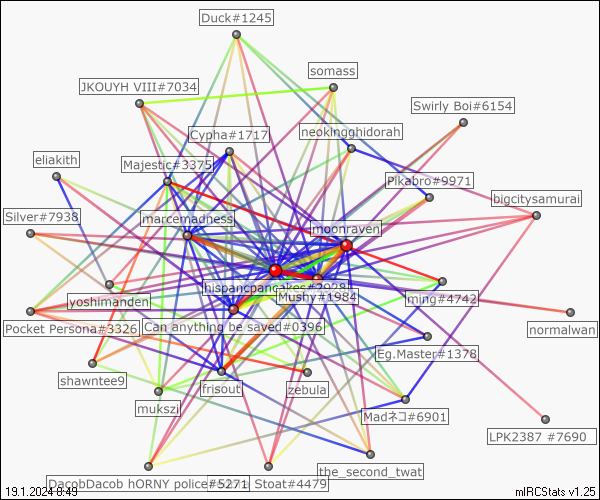 Duck#1245
somass
JKOUYH VIII#7034
Swirly Boi#6154
neokingghidorah
Cypha#1717
eliakith
Majestic#3375
Pikabro#9971
bigcitysamurai
Silver#7938
marcemadness
moonraven
hispancpancakes#2028
Mushy#1984
yoshimanden
ming#4742
Pocket Persona#3326
Can anything be saved#0396
normalwan
Eg.Master#1378
shawntee9
frisout
zebula
mukszi
Madネコ#6901
LPK2387 #7690
the_second_twat
DacobDacob hORNY police#5271
Stoat#4479
19.1.2024 8:49
mIRCStats v1.25